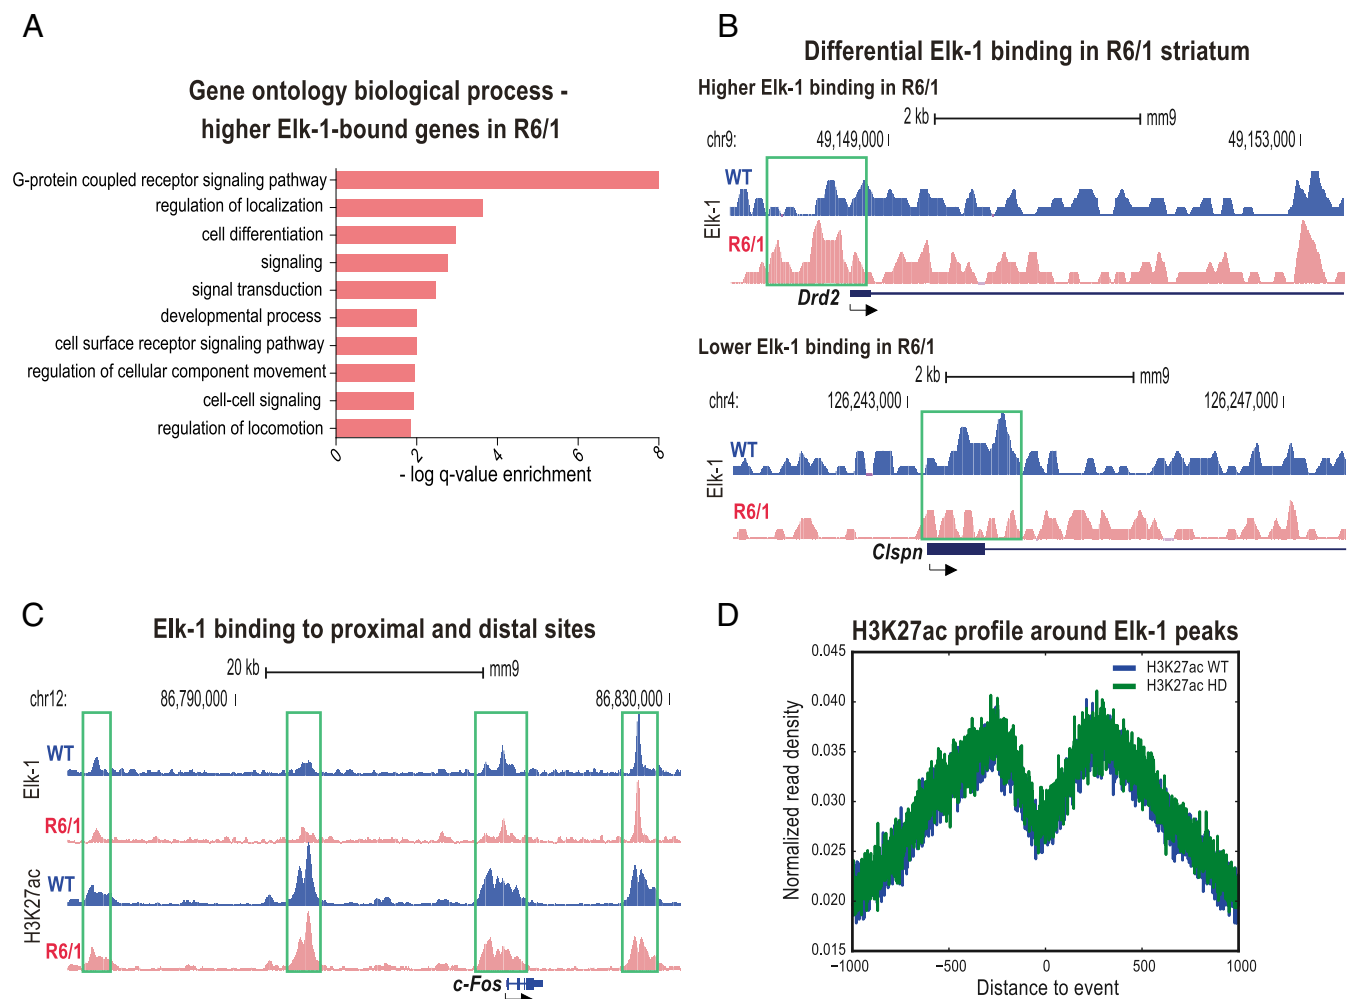 A
Gene ontology biological process -
higher Elk-1-bound genes in R6/1
G-protein coupled receptor signaling pathway
regulation of localization
cell differentiation
signaling
signal transduction
developmental process
cell surface receptor signaling pathway
regulation of cellular component movement
cell-cell signaling
regulation of locomotion
0 2 4 6 8
- log q-value enrichment
B
Differential Elk-1 binding in R6/1 striatum
Higher Elk-1 binding in R6/1
2 kb mm9
chr9: 49,149,000 49,153,000
Elk-1
WT
R6/1
Drd2
Lower Elk-1 binding in R6/1
2 kb mm9
chr4: 126,243,000 126,247,000
Elk-1
WT
R6/1
Clspn
C
Elk-1 binding to proximal and distal sites
20 kb mm9
chr12: 86,790,000 86,830,000
Elk-1
WT
R6/1
H3K27ac
WT
R6/1
c-Fos
D
H3K27ac profile around Elk-1 peaks
H3K27ac WT
H3K27ac HD
Normalized read density
0.045
0.040
0.035
0.030
0.025
0.020
0.015
−1000 −500 0 500 1000
Distance to event